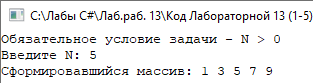 C:\Лабы C#\Лаб.раб. 13\Код Лабораторной 13 (1-5)
Обязательное условие задачи - N > 0
Введите N: 5
Сформировавшийся массив: 1 3 5 7 9